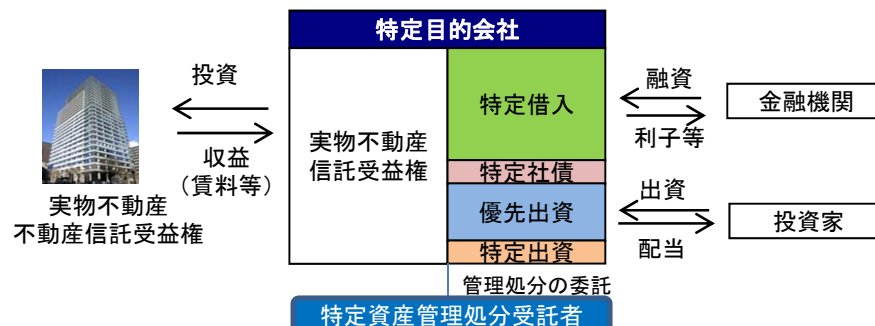 特定目的会社
投資
収益
（賃料等）
実物不動産
不動産信託受益権
実物不動産
信託受益権
特定借入
特定社債
優先出資
特定出資
融資
利子等
金融機関
出資
配当
投資家
管理処分の委託
特定資産管理処分受託者